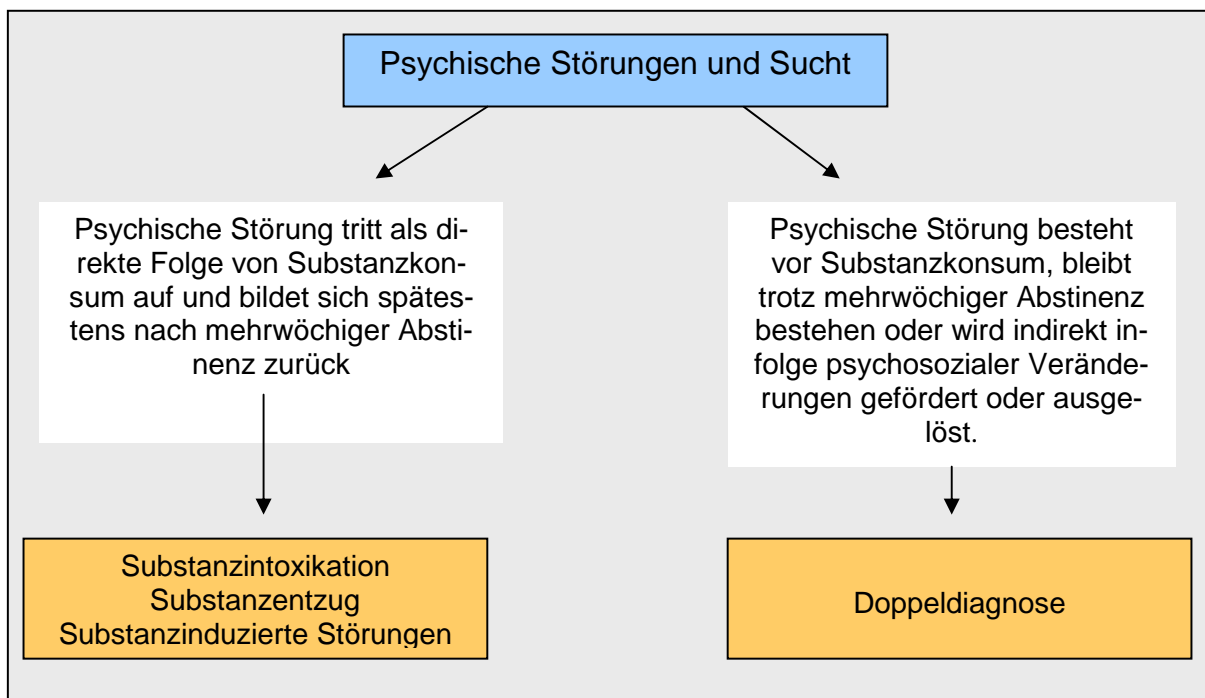 Psychische Störungen und Sucht
Psychische Störung tritt als di-
rekte Folge von Substanzkon-
sum auf und bildet sich spätes-
tens nach mehrwöchiger Absti-
nenz zurück
Psychische Störung besteht
vor Substanzkonsum, bleibt
trotz mehrwöchiger Abstinenz
bestehen oder wird indirekt in-
folge psychosozialer Verände-
rungen gefördert oder ausge-
löst.
Substanzintoxikation
Substanzentzug
Substanzinduzierte Störungen
Doppeldiagnose